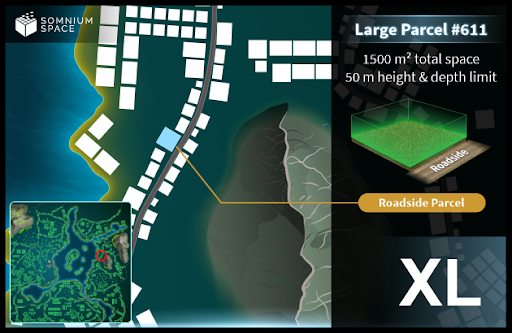 SOMNIUM
SPACE
Large Parcel #611
1500 m² total space
50 m height & depth limit
Roadside
Roadside Parcel
XL